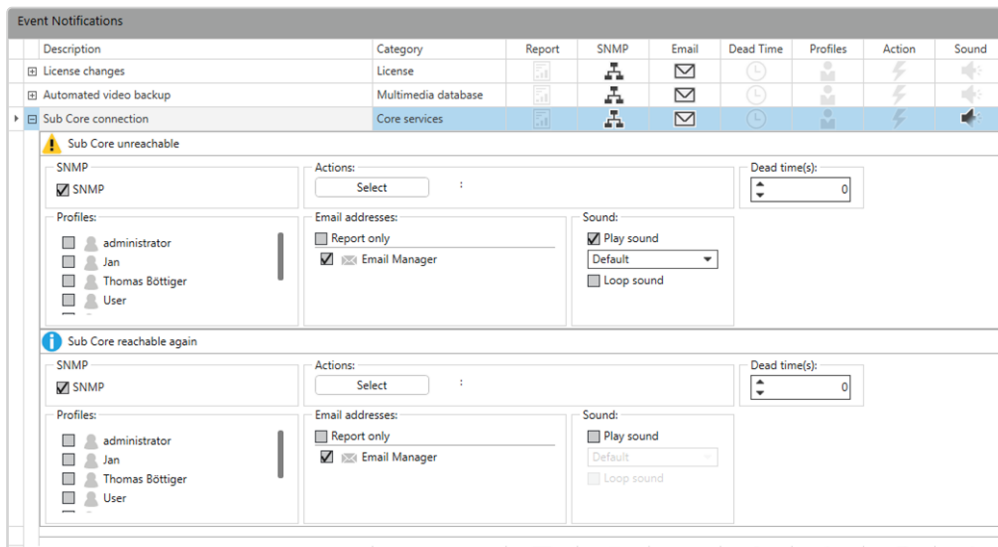 Event Notifications
Description Category Report SNMP Email Dead Time Profiles Action Sound
License changes License
Automated video backup Multimedia database
Sub Core connection Core services
Sub Core unreachable
SNMP Actions: Dead time(s):
SNMP Select : 0
Profiles: Email addresses: Sound:
administrator Report only Play sound
Jan Email Manager Default
Thomas Böttiger Loop sound
User
Sub Core reachable again
SNMP Actions: Dead time(s):
SNMP Select : 0
Profiles: Email addresses: Sound:
administrator Report only Play sound
Jan Email Manager Default
Thomas Böttiger Loop sound
User